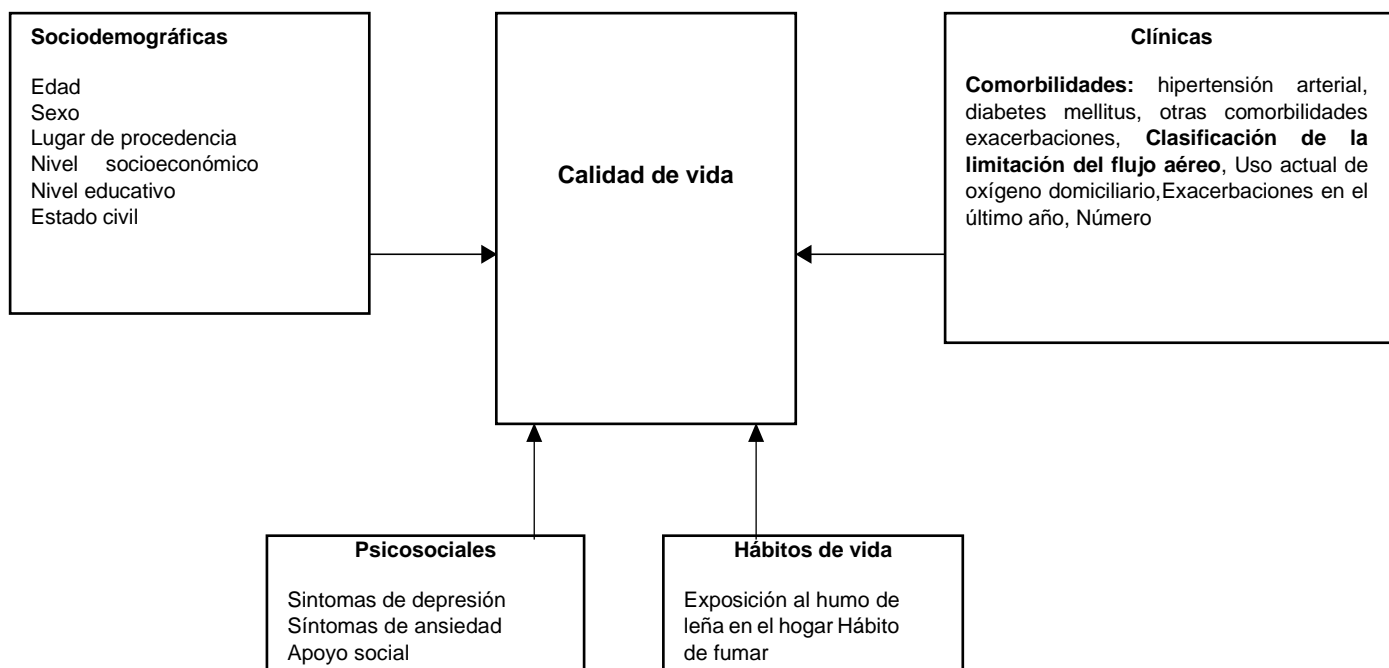 Sociodemográficas
Edad
Sexo
Lugar de procedencia
Nivel socioeconómico
Nivel educativo
Estado civil
Calidad de vida
Clínicas
Comorbilidades: hipertensión arterial,
diabetes mellitus, otras comorbilidades
exacerbaciones, Clasificación de la
limitación del flujo aéreo, Uso actual de
oxígeno domiciliario,Exacerbaciones en el
último año, Número
Psicosociales
Sintomas de depresión
Síntomas de ansiedad
Apoyo social
Hábitos de vida
Exposición al humo de
leña en el hogar Hábito
de fumar